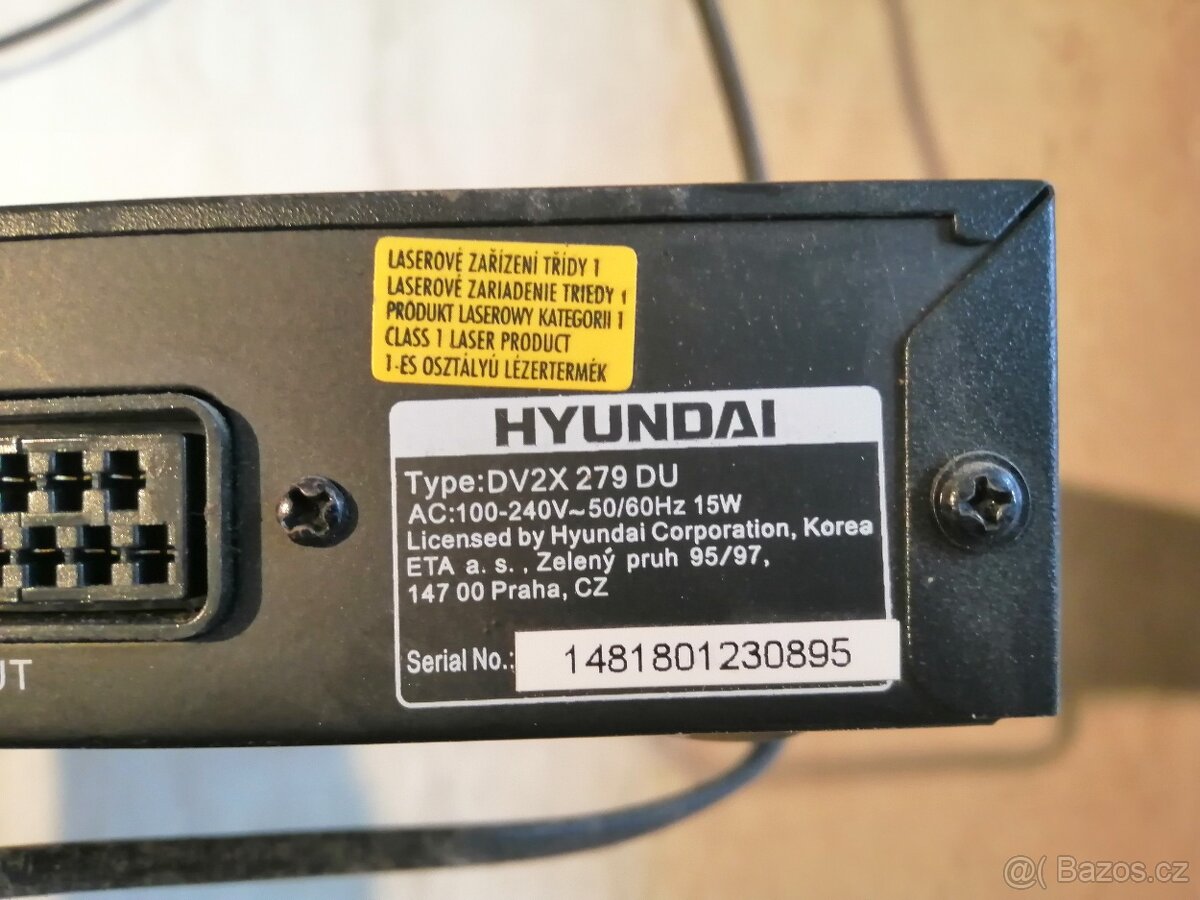 LASEROVÉ ZAŘÍZENÍ TŘÍDY 1
LASEROVÉ ZARIADENIE TRIEDY 1
PRODUKT LASEROWY KATEGORII 1
CLASS 1 LASER PRODUCT
1-ES OSZTÁLYÚ LÉZERTERMÉK
HYUNDAI
Type:DV2X 279 DU
AC:100-240V~50/60Hz 15W
Licensed by Hyundai Corporation, Korea
ETA a. s. , Zelený pruh 95/97,
147 00 Praha, CZ
Serial No.: 1481801230895
UT
@( Bazos.cz